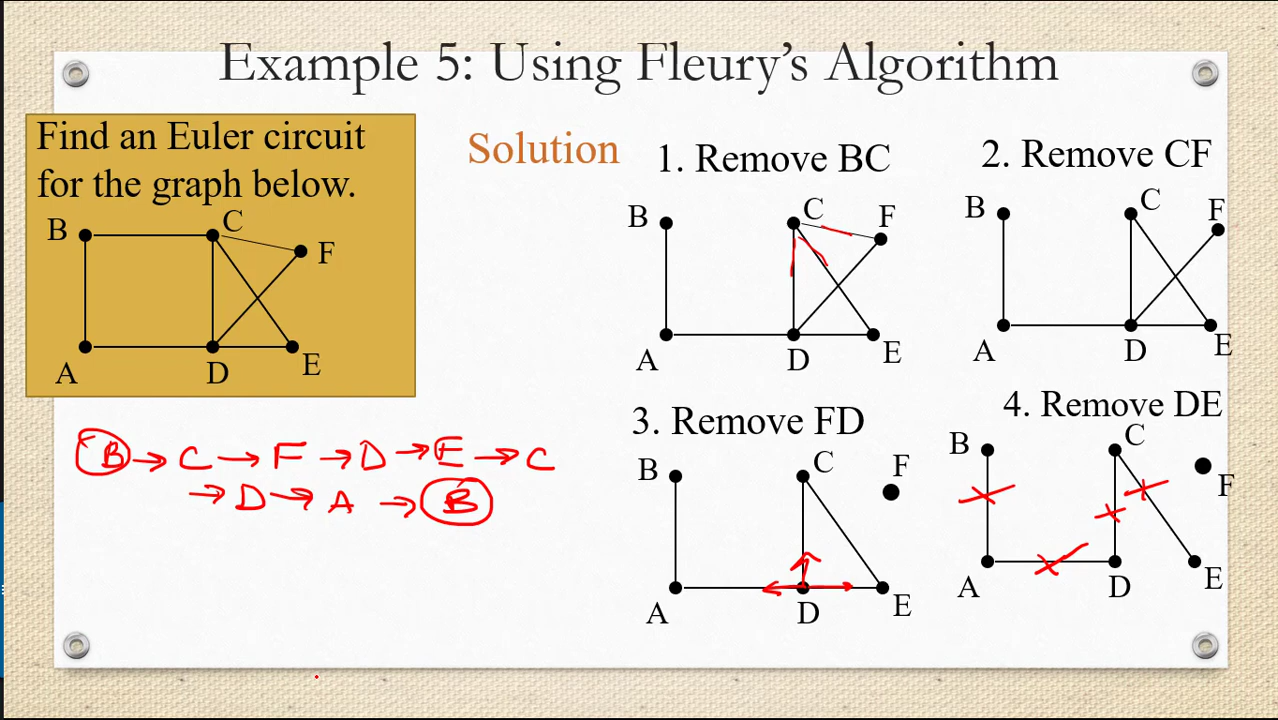 Example 5: Using Fleury's Algorithm
Find an Euler circuit
for the graph below.
B
C
F
A
D
E
Solution
1. Remove BC
B
C
F
A
D
E
2. Remove CF
B
C
F
A
D
E
B → C → F → D → E → C
→ D → A → B
3. Remove FD
B
C
F
A
D
E
4. Remove DE
B
C
F
A
D
E